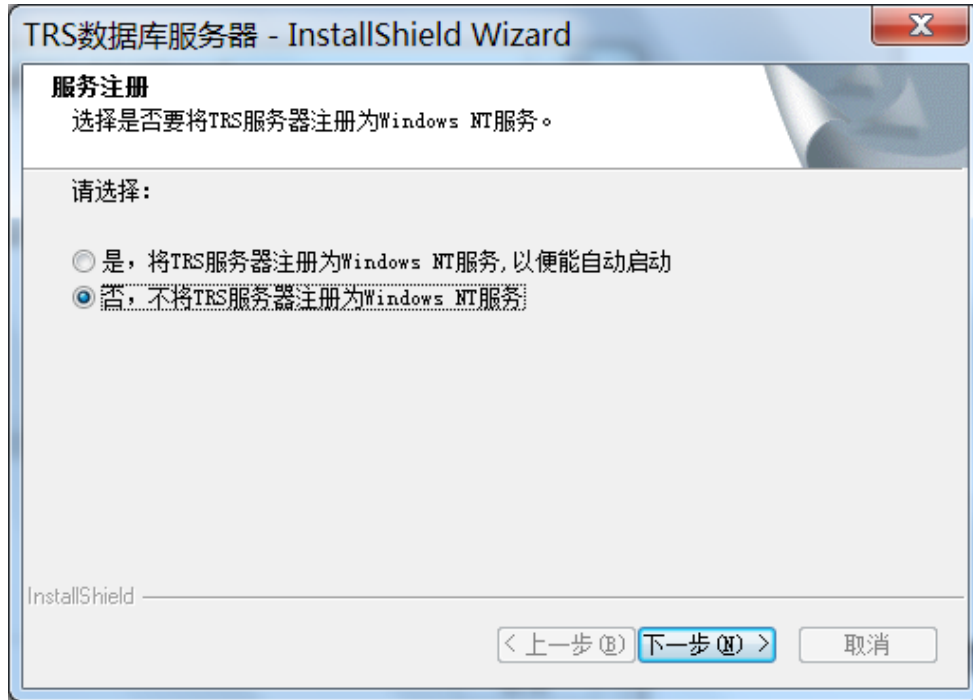 TRS数据库服务器 - InstallShield Wizard
服务注册
选择是否要将TRS服务器注册为Windows NT服务。
请选择：
是，将TRS服务器注册为Windows NT服务,以便能自动启动
否，不将TRS服务器注册为Windows NT服务
InstallShield
< 上一步(B) 下一步(N) > 取消